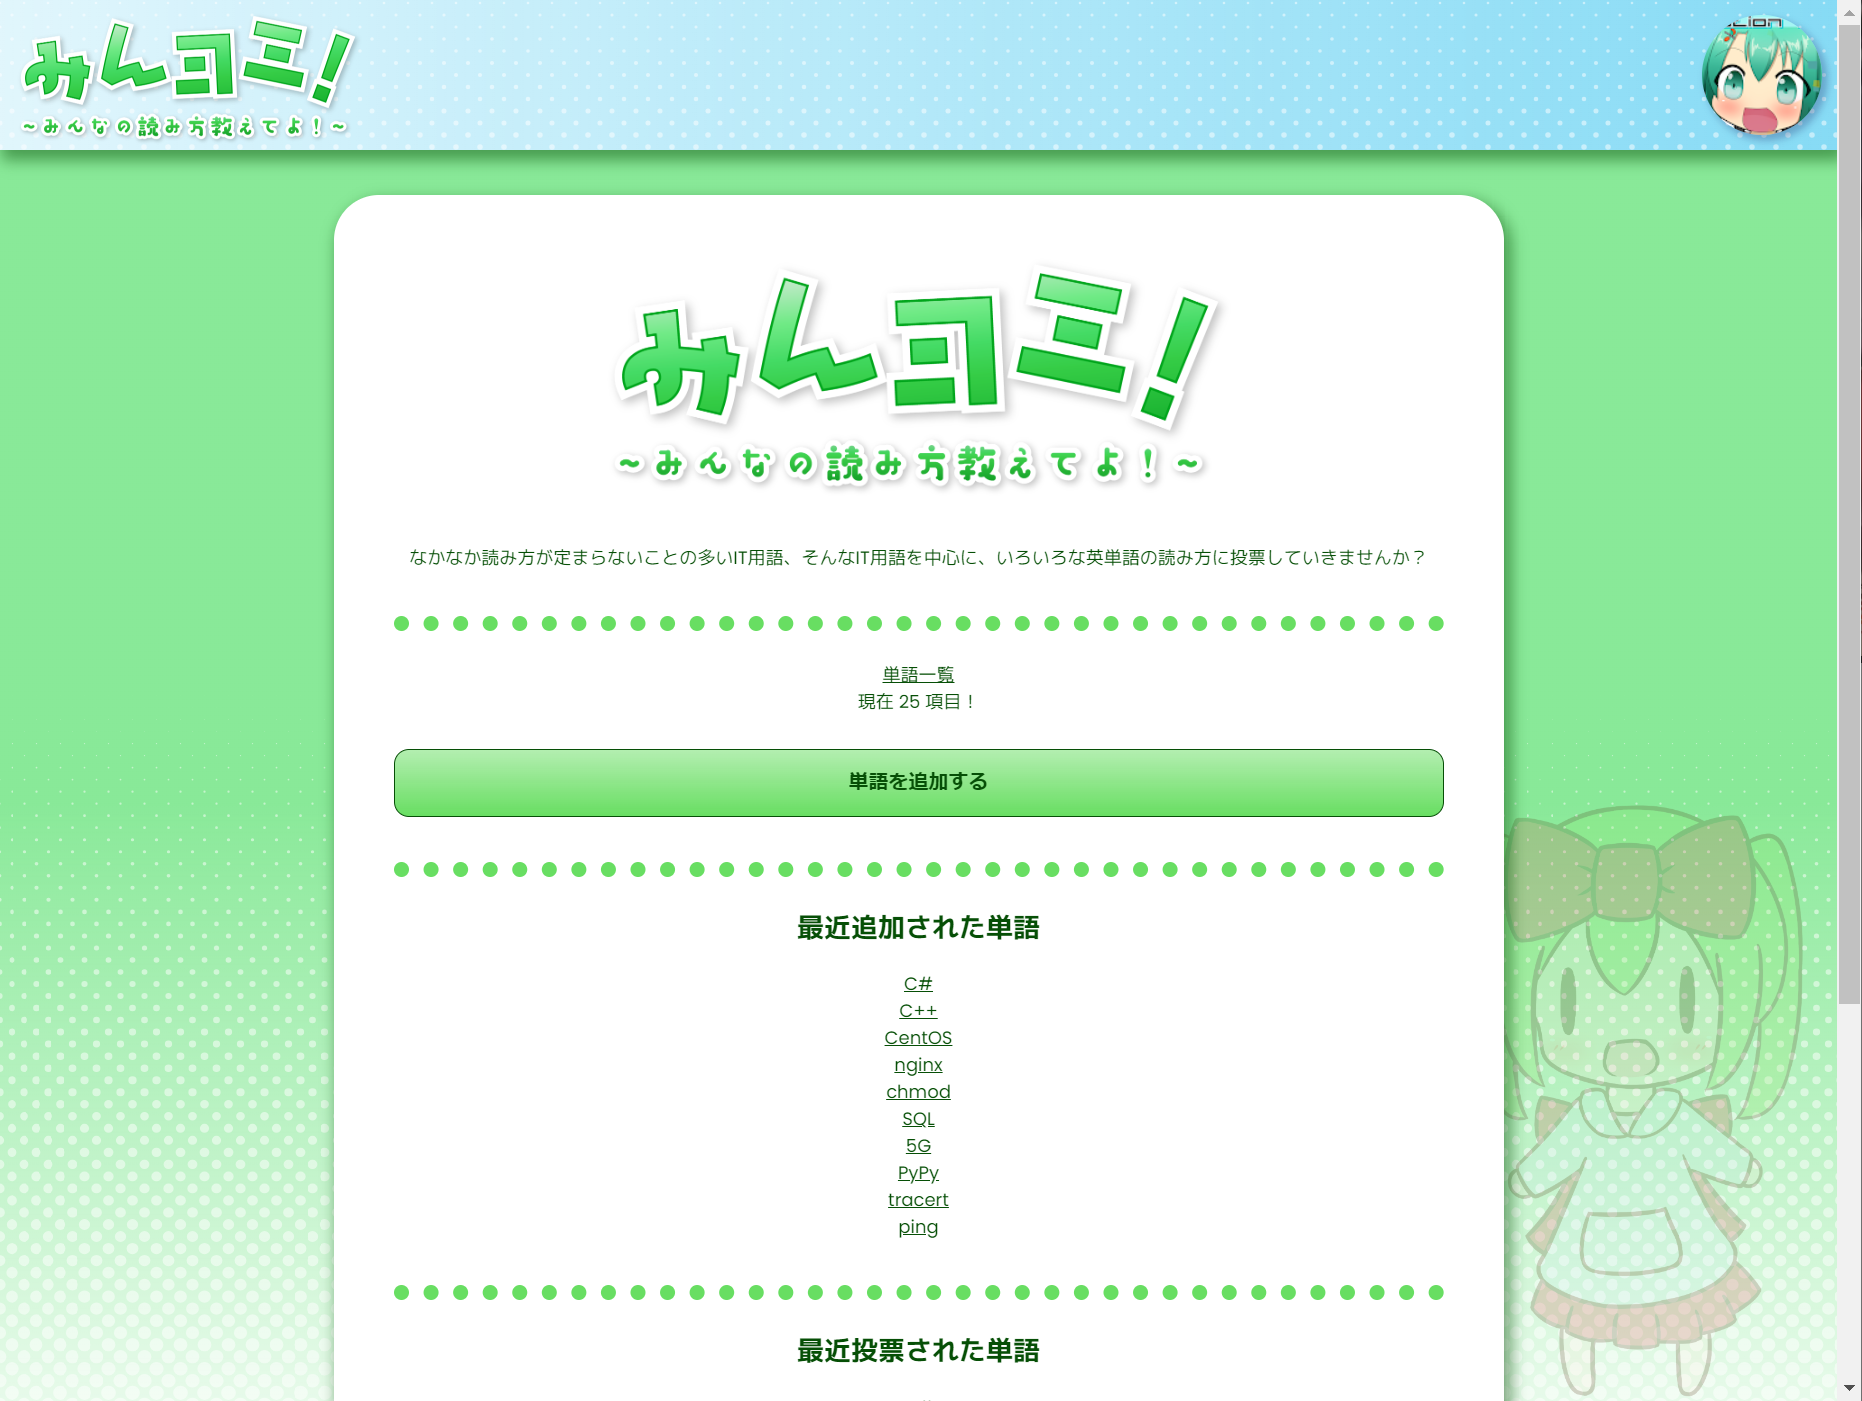 みんヨミ!
~みんなの読み方教えてよ!~
みんヨミ!
~みんなの読み方教えてよ!~
なかなか読み方が定まらないことの多いIT用語、そんなIT用語を中心に、いろいろな英単語の読み方に投票していきませんか？
単語一覧
現在 25 項目！
単語を追加する
最近追加された単語
C#
C++
CentOS
nginx
chmod
SQL
5G
PyPy
tracert
ping
最近投票された単語